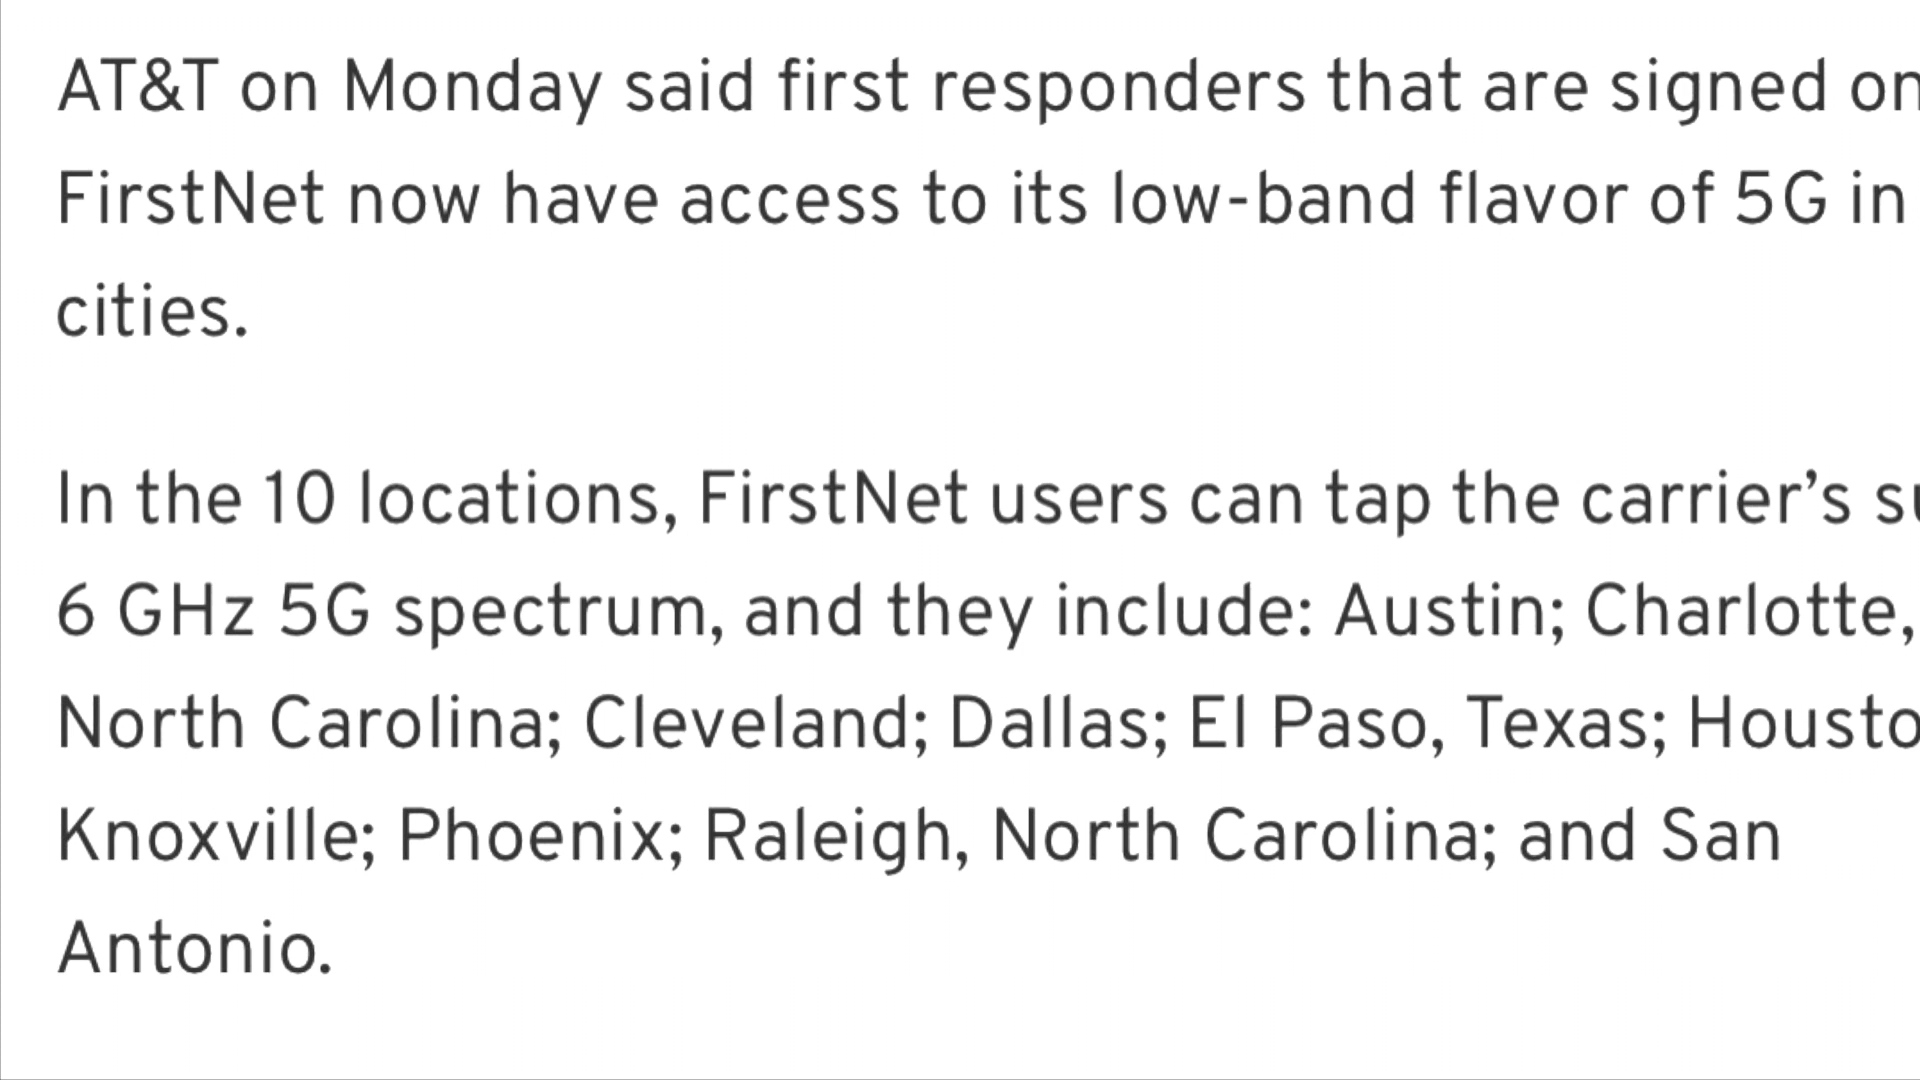 AT&T on Monday said first responders that are signed on
FirstNet now have access to its low-band flavor of 5G in
cities.
In the 10 locations, FirstNet users can tap the carrier’s
6 GHz 5G spectrum, and they include: Austin; Charlotte,
North Carolina; Cleveland; Dallas; El Paso, Texas; Housto
Knoxville; Phoenix; Raleigh, North Carolina; and San
Antonio.